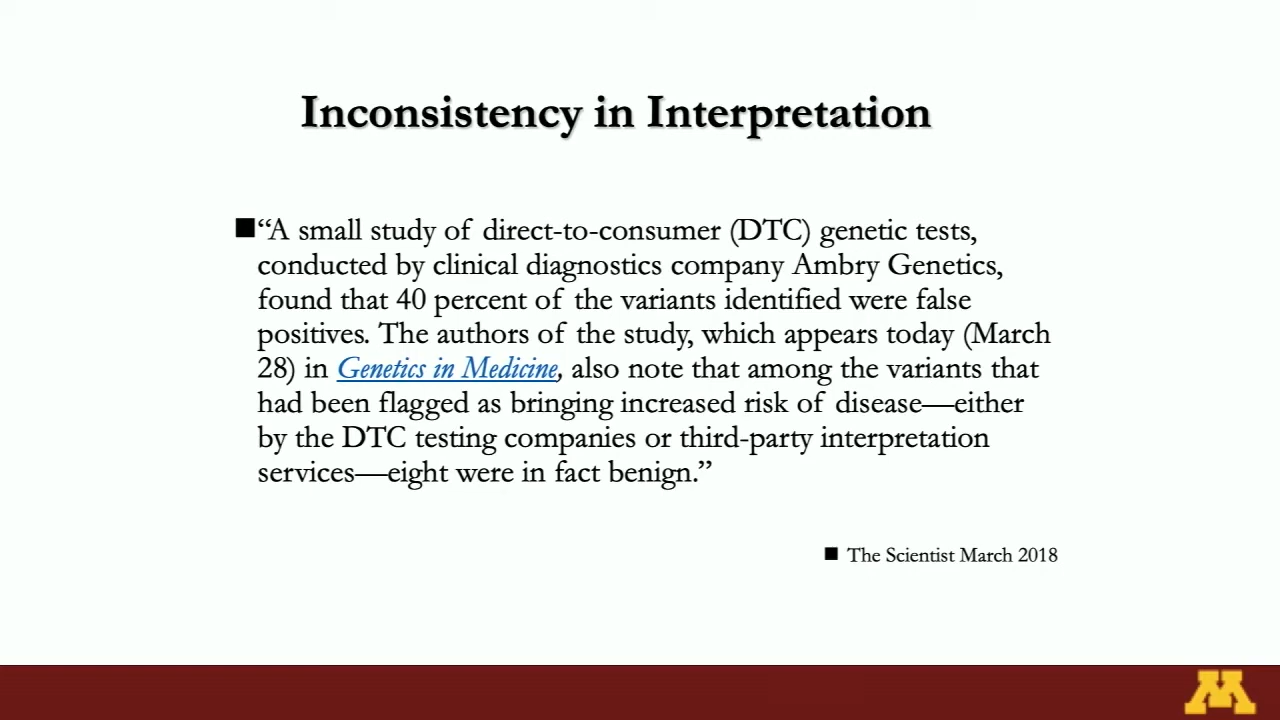 Inconsistency in Interpretation
“A small study of direct-to-consumer (DTC) genetic tests,
conducted by clinical diagnostics company Ambry Genetics,
found that 40 percent of the variants identified were false
positives. The authors of the study, which appears today (March
28) in Genetics in Medicine, also note that among the variants that
had been flagged as bringing increased risk of disease—either
by the DTC testing companies or third-party interpretation
services—eight were in fact benign.”
The Scientist March 2018
M